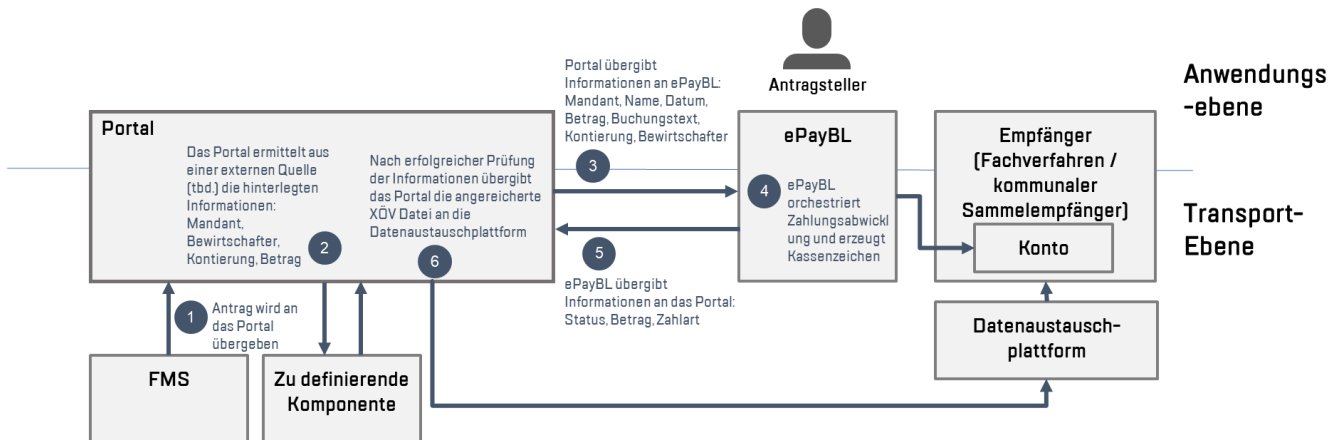 Antragsteller
Anwendungs
-ebene
Transport-
Ebene
Portal
Das Portal ermittelt aus
einer externen Quelle
(tbd.) die hinterlegten
Informationen:
Mandant,
Bewirtschafter,
Kontierung, Betrag
2
Nach erfolgreicher Prüfung
der Informationen übergibt
das Portal die angereicherte
XÖV Datei an die
Datenaustauschplattform
6
Portal übergibt
Informationen an ePayBL:
Mandant, Name, Datum,
Betrag, Buchungstext,
Kontierung, Bewirtschafter
3
5
ePayBL übergibt
Informationen an das Portal:
Status, Betrag, Zahlart
ePayBL
4
ePayBL
orchestriert
Zahlungsabwickl
ung und erzeugt
Kassenzeichen
Empfänger
(Fachverfahren /
kommunaler
Sammelempfänger)
Konto
Datenaustausch-
plattform
1
Antrag wird an
das Portal
übergeben
FMS
Zu definierende
Komponente